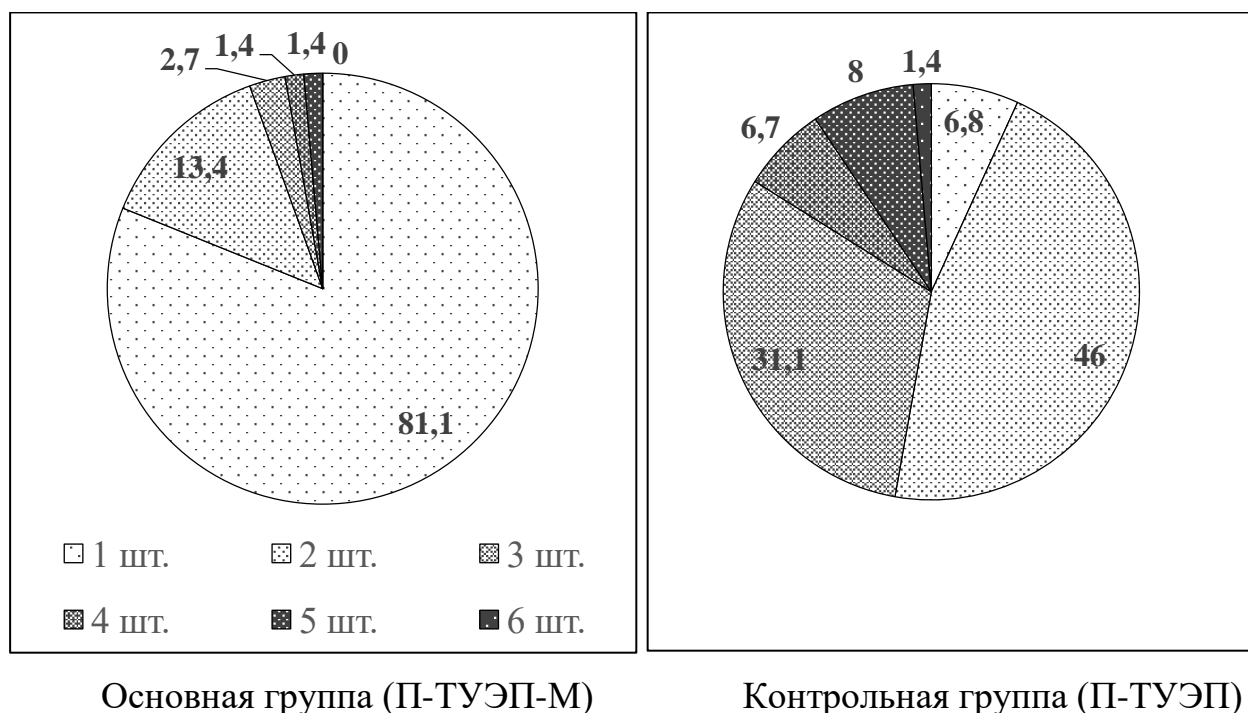 2,7
1,4
1,4
0
13,4
81,1
1 шт.
2 шт.
3 шт.
4 шт.
5 шт.
6 шт.
Основная группа (П-ТУЭП-М)
8
1,4
6,7
6,8
31,1
46
Контрольная группа (П-ТУЭП)